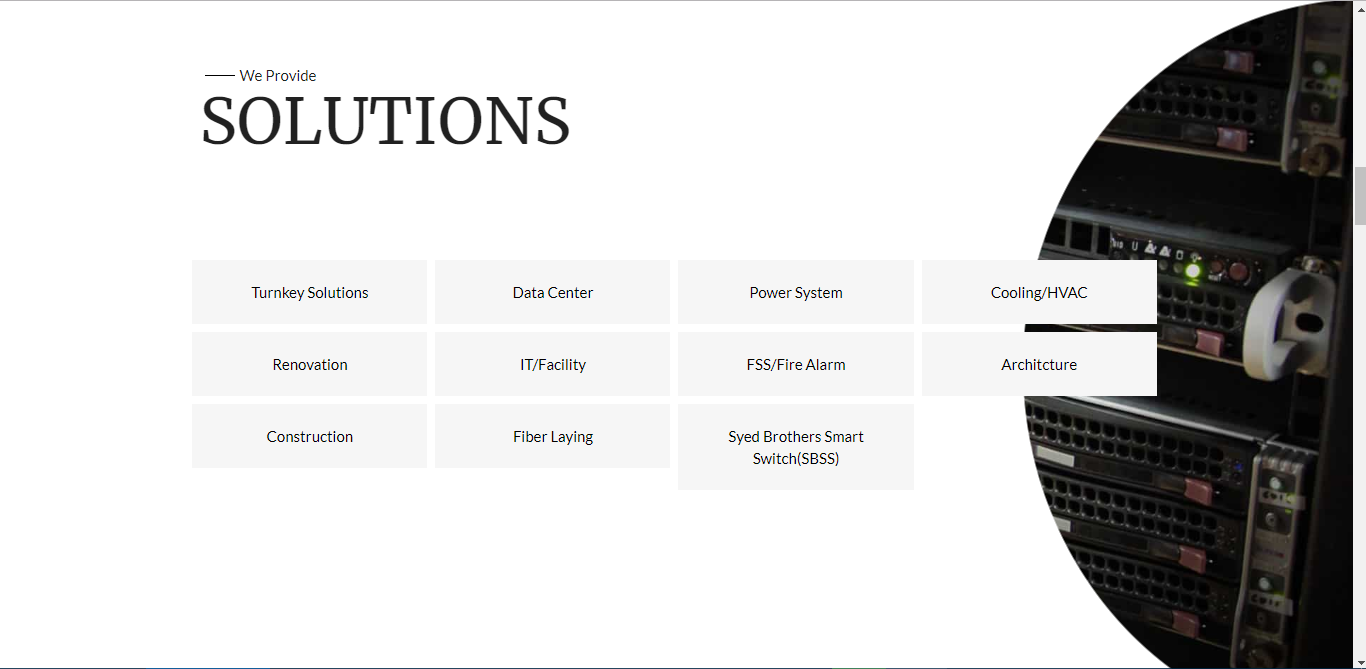 We Provide
SOLUTIONS
Turnkey Solutions
Data Center
Power System
Cooling/HVAC
Renovation
IT/Facility
FSS/Fire Alarm
Architcture
Construction
Fiber Laying
Syed Brothers Smart
Switch(SBSS)